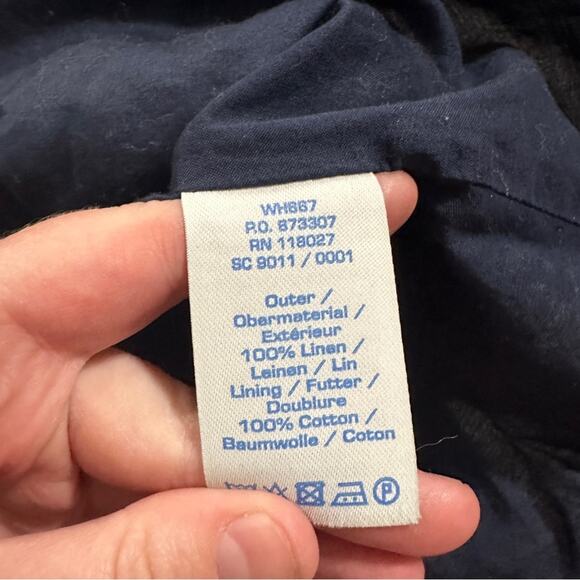 WH667
P.O. 873307
RN 118027
SC 9011 / 0001
Outer /
Obermaterial /
Extérieur
100% Linen /
Leinen / Lin
Lining / Futter /
Doublure
100% Cotton /
Baumwolle / Coton
P